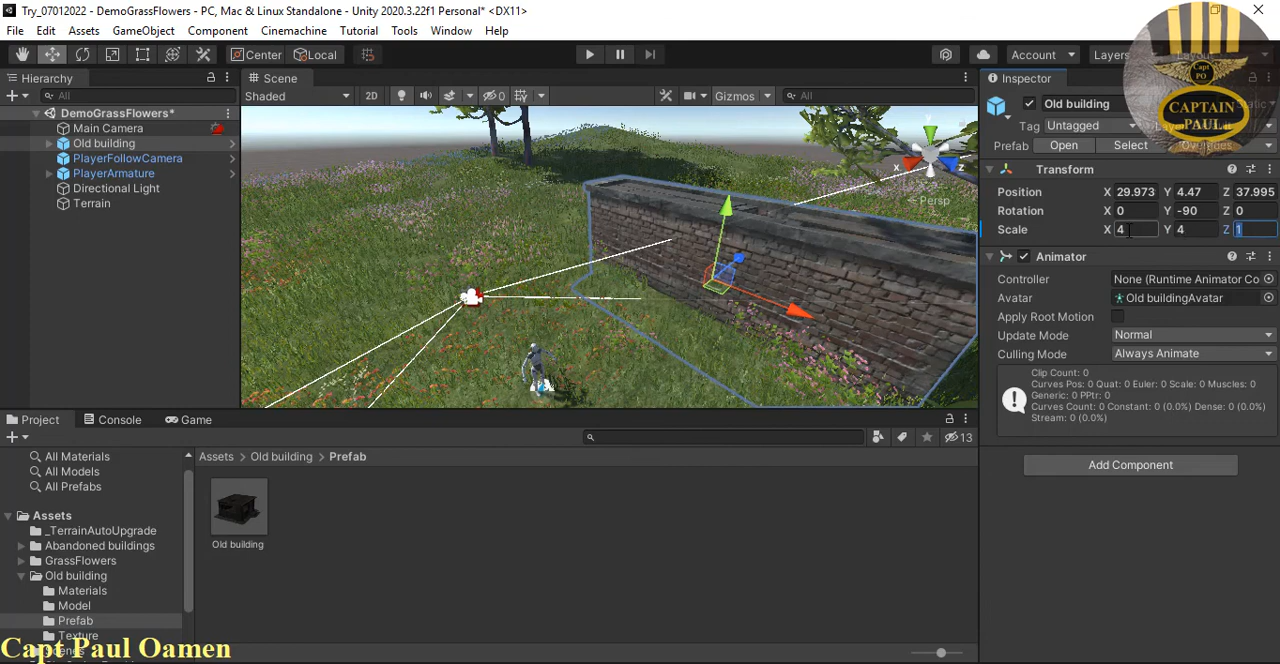 Try_07012022 - DemoGrassFlowers - PC, Mac & Linux Standalone - Unity 2020.3.22f1 Personal* <DX11>
File Edit Assets GameObject Component Cinemachine Tutorial Tools Window Help
Center Local Account Layers
Hierarchy Scene Inspector
All Shaded 2D 0 Gizmos All Old building Static
DemoGrassFlowers* Tag Untagged
Main Camera
Old building Prefab Open Select Overrides
PlayerFollowCamera
PlayerArmature Transform
Directional Light Position X 29.973 Y 4.47 Z 37.995
Terrain Rotation X 0 Y -90 Z 0
Scale X 4 Y 4 Z 1
y
x z
Persp
Capt
PO
CAPTAIN
PAUL
Animator
Controller None (Runtime Animator Co
Avatar Old buildingAvatar
Apply Root Motion
Update Mode Normal
Culling Mode Always Animate
Clip Count: 0
Curves Pos: 0 Quat: 0 Euler: 0 Scale: 0 Muscles: 0
Generic: 0 PPtr: 0
Curves Count: 0 Constant: 0 (0.0%) Dense: 0 (0.0%)
Stream: 0 (0.0%)
Add Component
Project Console Game
13
All Materials Assets > Old building > Prefab
All Models
All Prefabs
Assets
_TerrainAutoUpgrade
Abandoned buildings Old building
GrassFlowers
Old building
Materials
Model
Prefab
Texture
Capt Paul Oamen